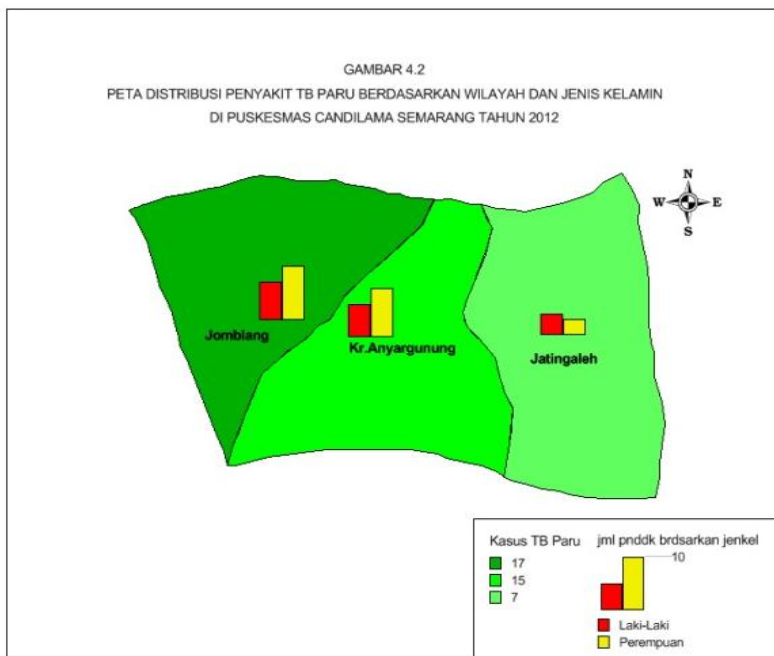 GAMBAR 4.2
PETA DISTRIBUSI PENYAKIT TB PARU BERDASARKAN WILAYAH DAN JENIS KELAMIN
DI PUSKESMAS CANDILAMA SEMARANG TAHUN 2012
N
W E
S
Jomblang
Kr.Anyargunung
Jatingaleh
Kasus TB Paru
17
15
7
jml pnddk brdsarkan jenkel
10
Laki-Laki
Perempuan